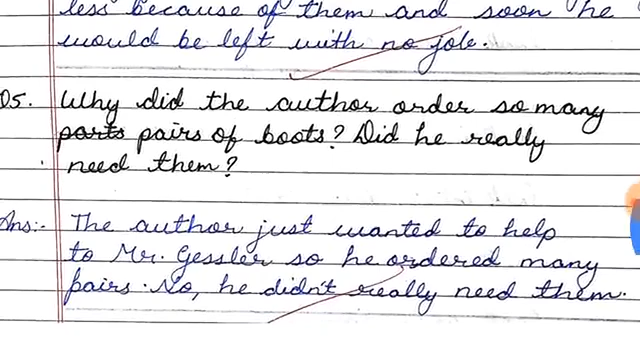 less because of them and soon he
would be left with no job.
Q5. Why did the author order so many
parts pairs of boots? Did he really
need them?
Ans:- The author just wanted to help
to Mr. Gessler so he ordered many
pairs. No, he didn't really need them.